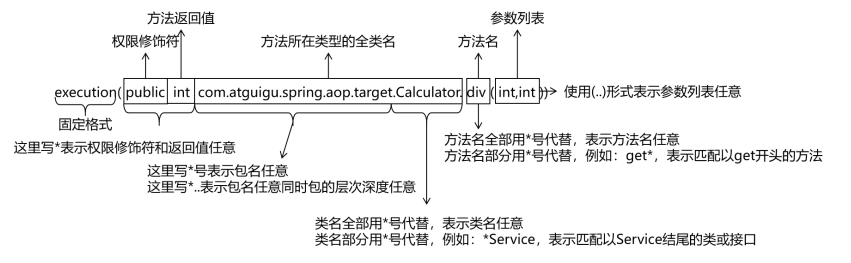 方法返回值
参数列表
权限修饰符
方法所在类型的全类名
方法名
execution(public int com.atguigu.spring.aop.target.Calculator.div(int,int))
使用(..)形式表示参数列表任意
固定格式
这里写*表示权限修饰符和返回值任意
方法名全部用*号代替，表示方法名任意
方法名部分用*号代替，例如：get*，表示匹配以get开头的方法
这里写*号表示包名任意
这里写*..表示包名任意同时包的层次深度任意
类名全部用*号代替，表示类名任意
类名部分用*号代替，例如：*Service，表示匹配以Service结尾的类或接口